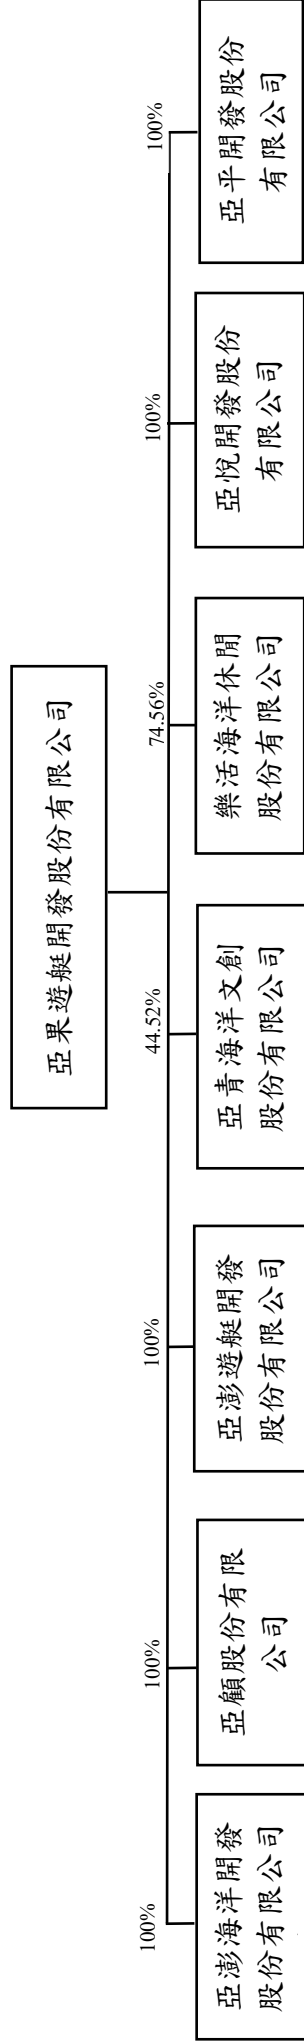 亞果遊艇開發股份有限公司
100%
100%
100%
44.52%
74.56%
100%
100%
亞澎海洋開發
股份有限公司
亞顧股份有限
公司
亞澎遊艇開發
股份有限公司
亞青海洋文創
股份有限公司
樂活海洋休閒
股份有限公司
亞悅開發股份
有限公司
亞平開發股份
有限公司